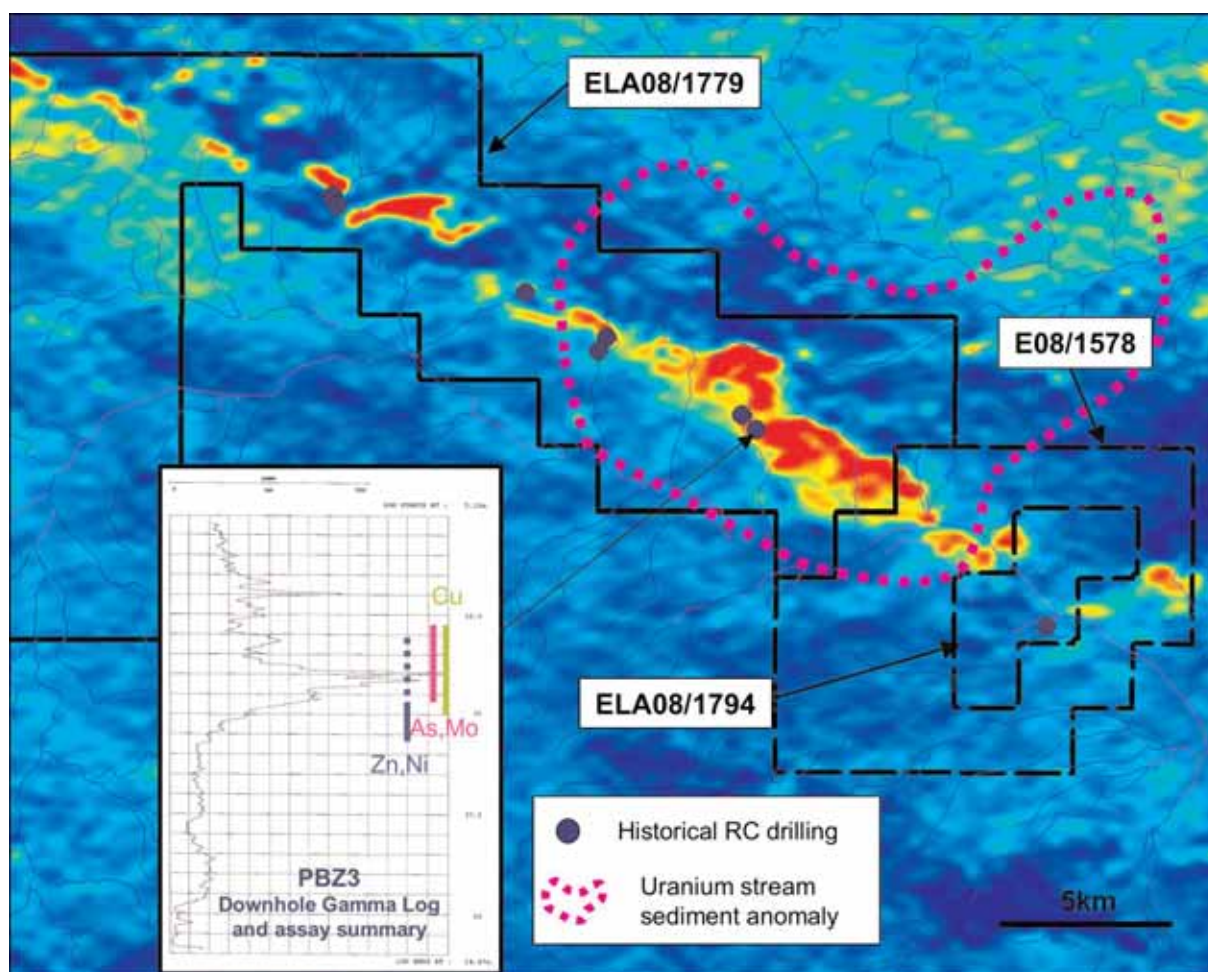 ELA08/1779
E08/1578
Cu
As,Mo
Zn,Ni
ELA08/1794
PBZ3
Downhole Gamma Log
and assay summary
Historical RC drilling
Uranium stream
sediment anomaly
5km